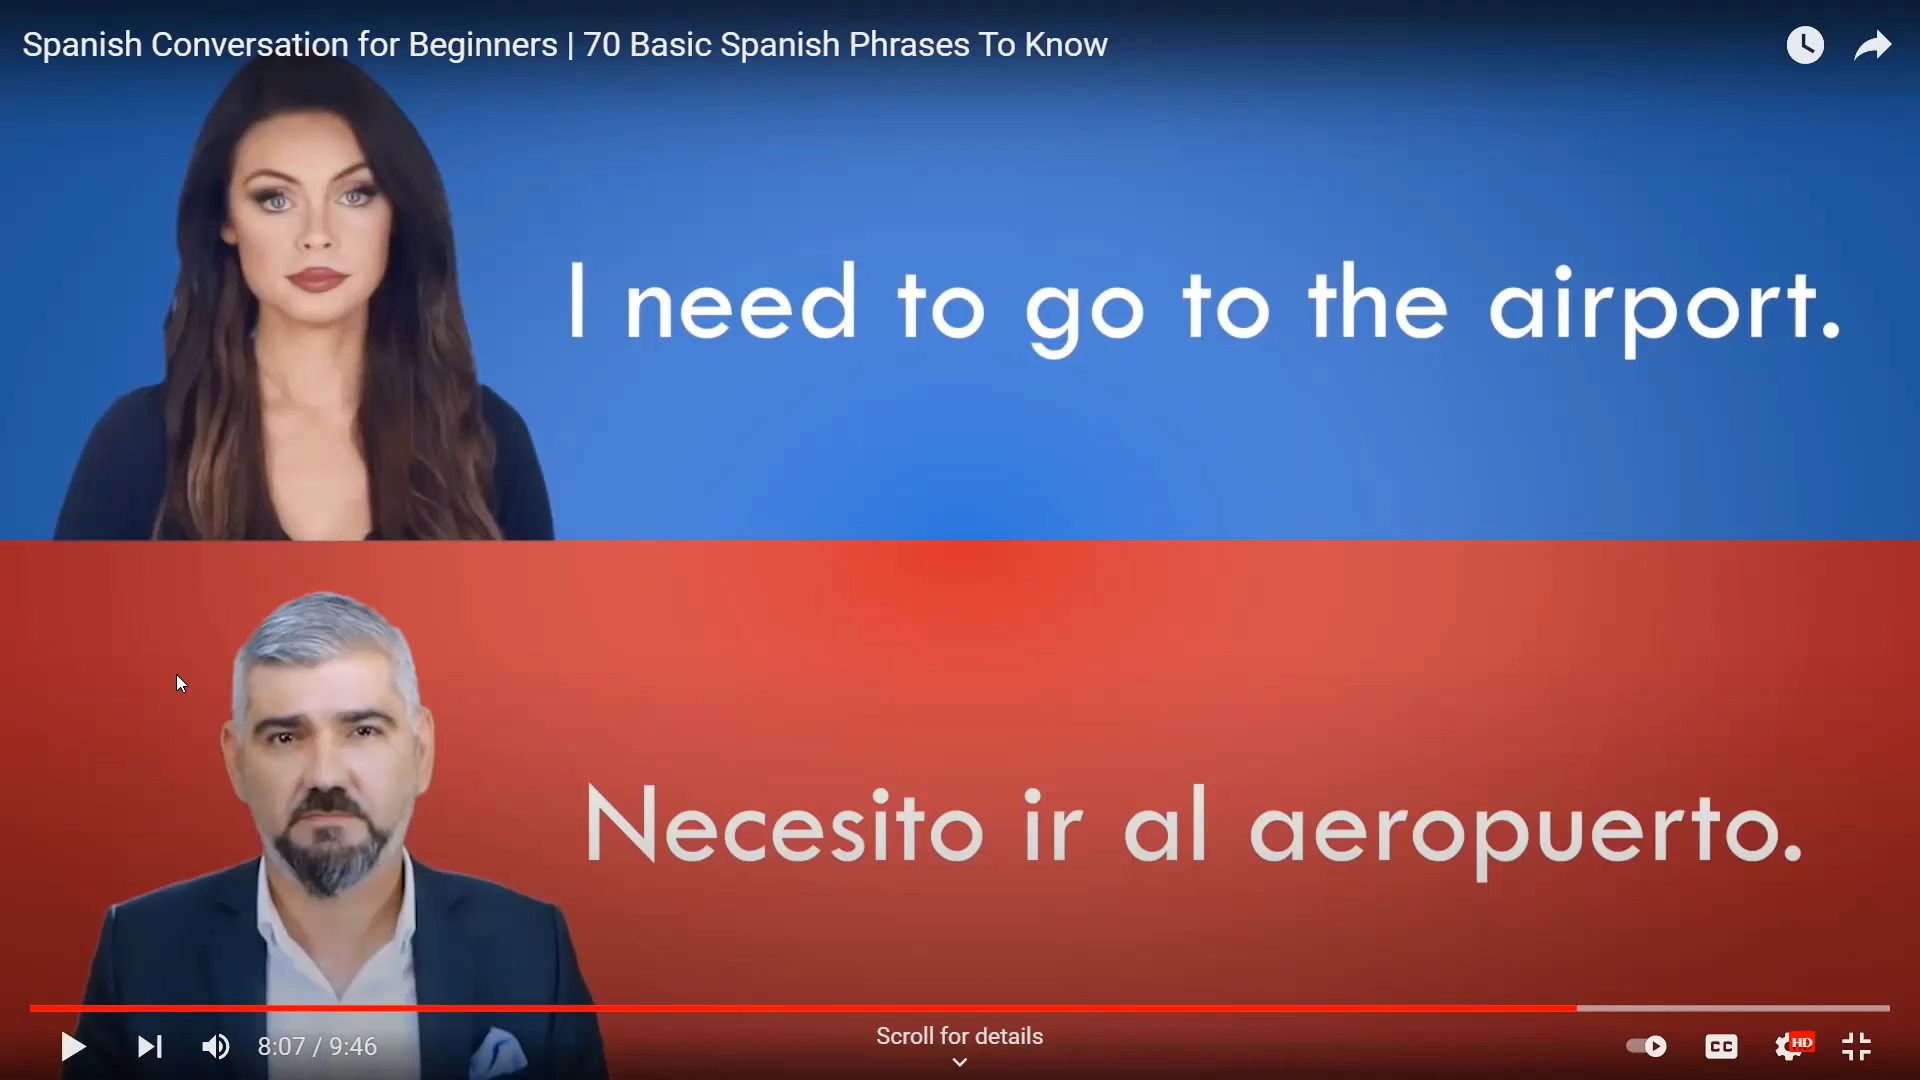 Spanish Conversation for Beginners | 70 Basic Spanish Phrases To Know
I need to go to the airport.
Necesito ir al aeropuerto.
Scroll for details
8:07 / 9:46
CC
HD